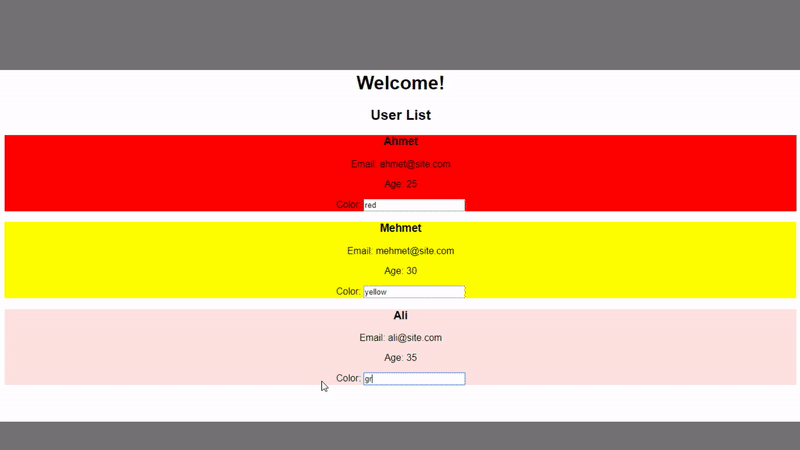 Welcome!
User List
Ahmet
Email: ahmet@site.com
Age: 25
Color: red
Mehmet
Email: mehmet@site.com
Age: 30
Color: yellow
Ali
Email: ali@site.com
Age: 35
Color: gr